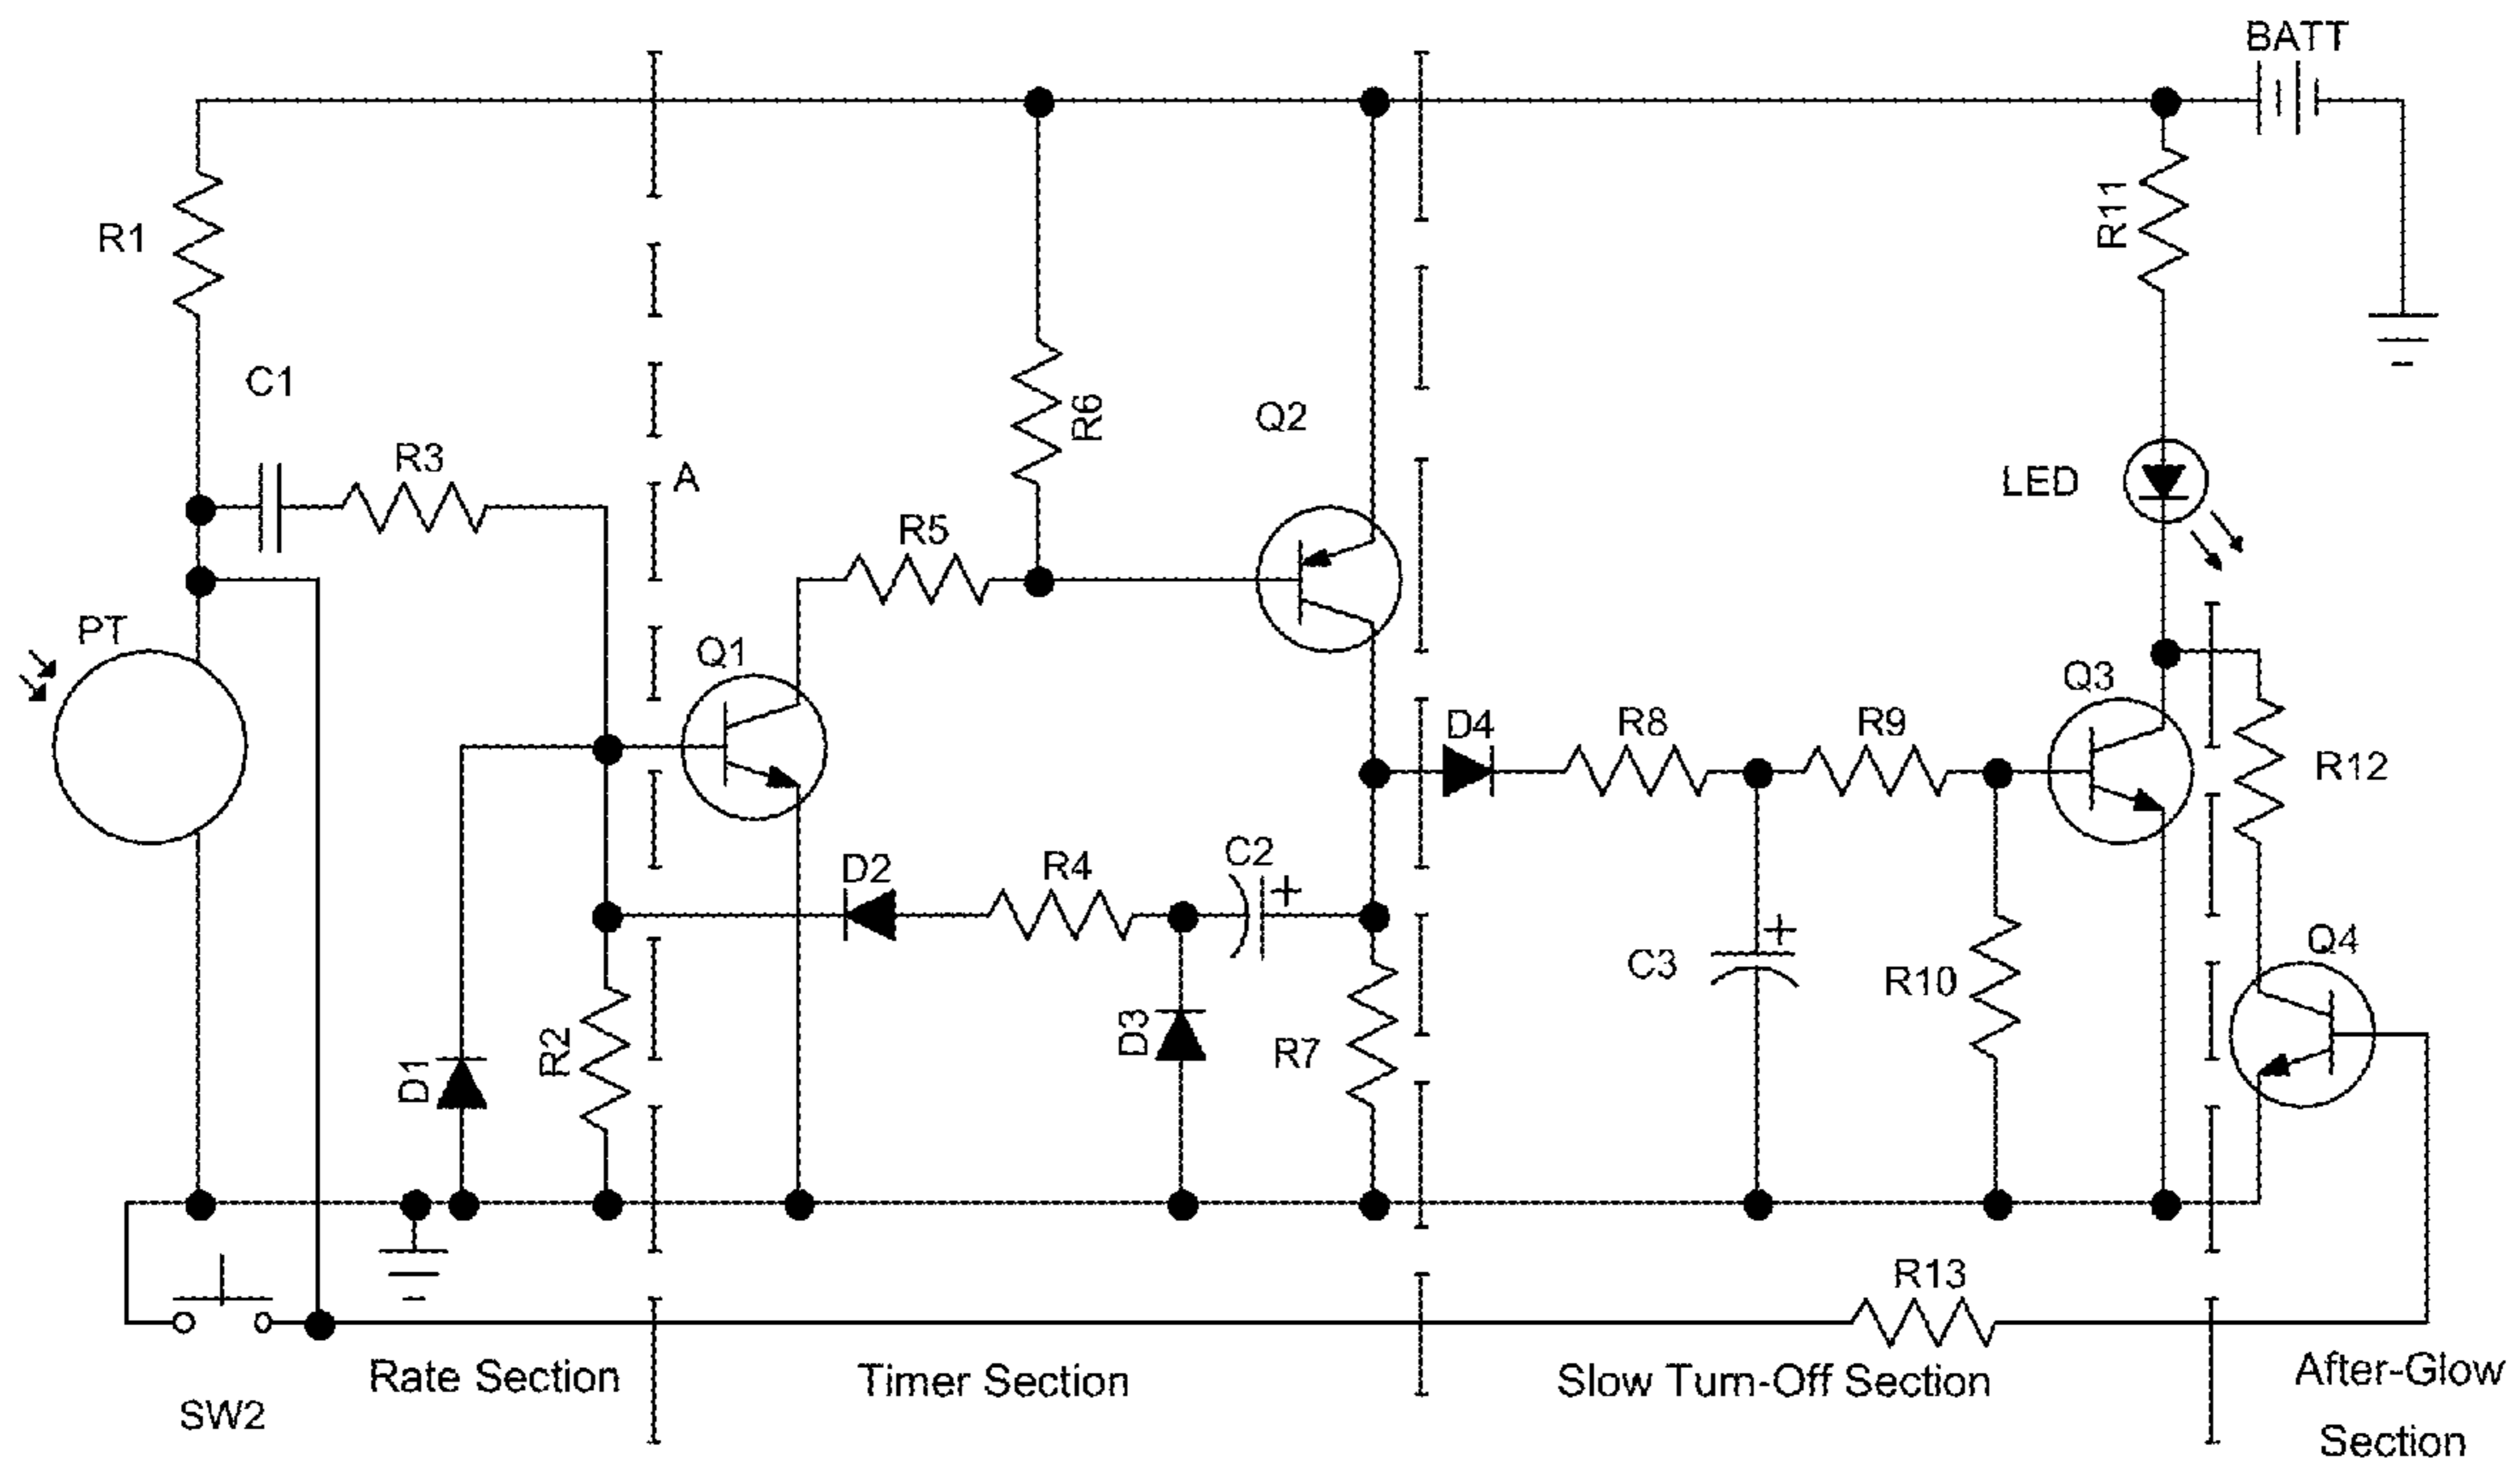 BATT
R1
R11
C1
R6
Q2
R3
A
LED
R5
PT
Q1
Q3
D4
R8
R9
R12
D2
R4
C2
+
+
C3
R10
Q4
D1
R2
D3
R7
R13
Rate Section
Timer Section
Slow Turn-Off Section
After-Glow
Section
SW2